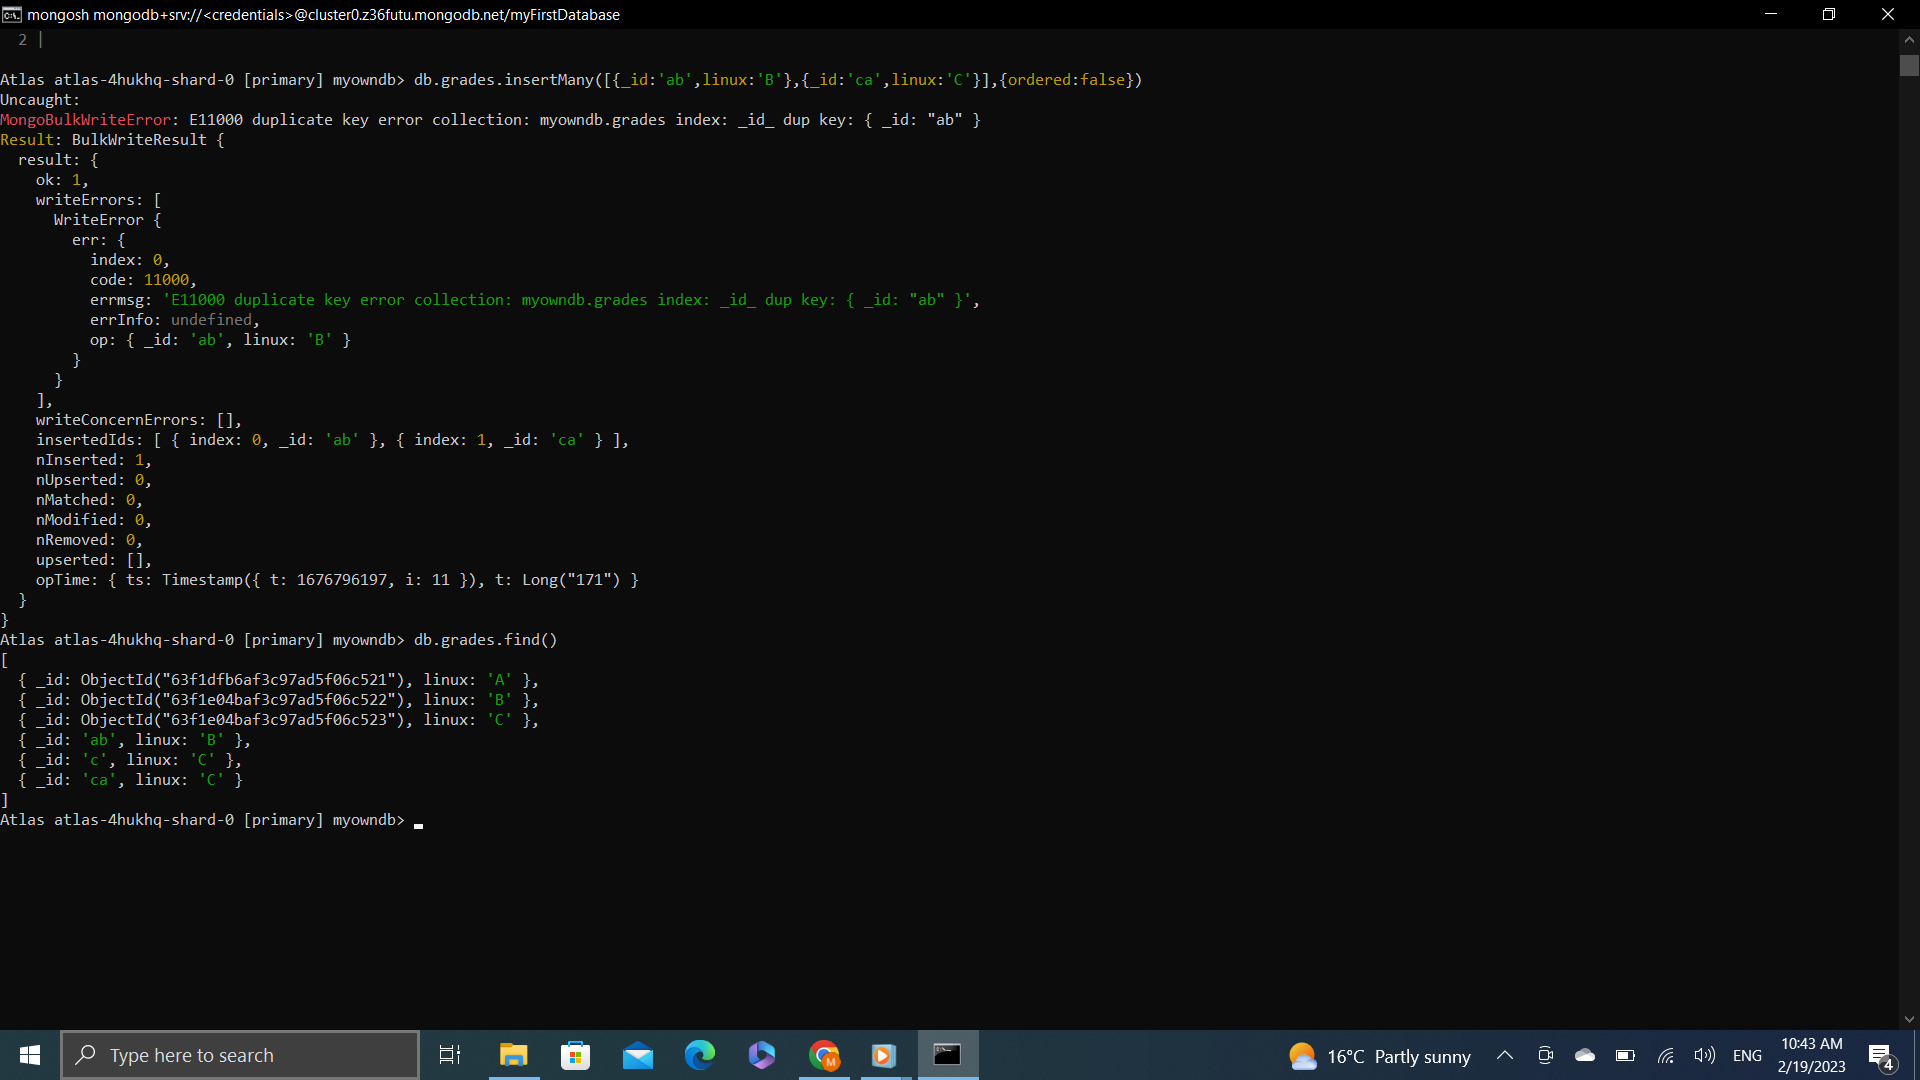 mongosh mongodb+srv://<credentials>@cluster0.z36futu.mongodb.net/myFirstDatabase
2 |
Atlas atlas-4hukhq-shard-0 [primary] myowndb> db.grades.insertMany([{_id:'ab',linux:'B'},{_id:'ca',linux:'C'}],{ordered:false})
Uncaught:
MongoBulkWriteError: E11000 duplicate key error collection: myowndb.grades index: _id_ dup key: { _id: "ab" }
Result: BulkWriteResult {
  result: {
    ok: 1,
    writeErrors: [
      WriteError {
        err: {
          index: 0,
          code: 11000,
          errmsg: 'E11000 duplicate key error collection: myowndb.grades index: _id_ dup key: { _id: "ab" }',
          errInfo: undefined,
          op: { _id: 'ab', linux: 'B' }
        }
      }
    ],
    writeConcernErrors: [],
    insertedIds: [ { index: 0, _id: 'ab' }, { index: 1, _id: 'ca' } ],
    nInserted: 1,
    nUpserted: 0,
    nMatched: 0,
    nModified: 0,
    nRemoved: 0,
    upserted: [],
    opTime: { ts: Timestamp({ t: 1676796197, i: 11 }), t: Long("171") }
  }
}
Atlas atlas-4hukhq-shard-0 [primary] myowndb> db.grades.find()
[
  { _id: ObjectId("63f1dfb6af3c97ad5f06c521"), linux: 'A' },
  { _id: ObjectId("63f1e04baf3c97ad5f06c522"), linux: 'B' },
  { _id: ObjectId("63f1e04baf3c97ad5f06c523"), linux: 'C' },
  { _id: 'ab', linux: 'B' },
  { _id: 'c', linux: 'C' },
  { _id: 'ca', linux: 'C' }
]
Atlas atlas-4hukhq-shard-0 [primary] myowndb>
Type here to search
M
16°C Partly sunny
ENG
10:43 AM
2/19/2023
4